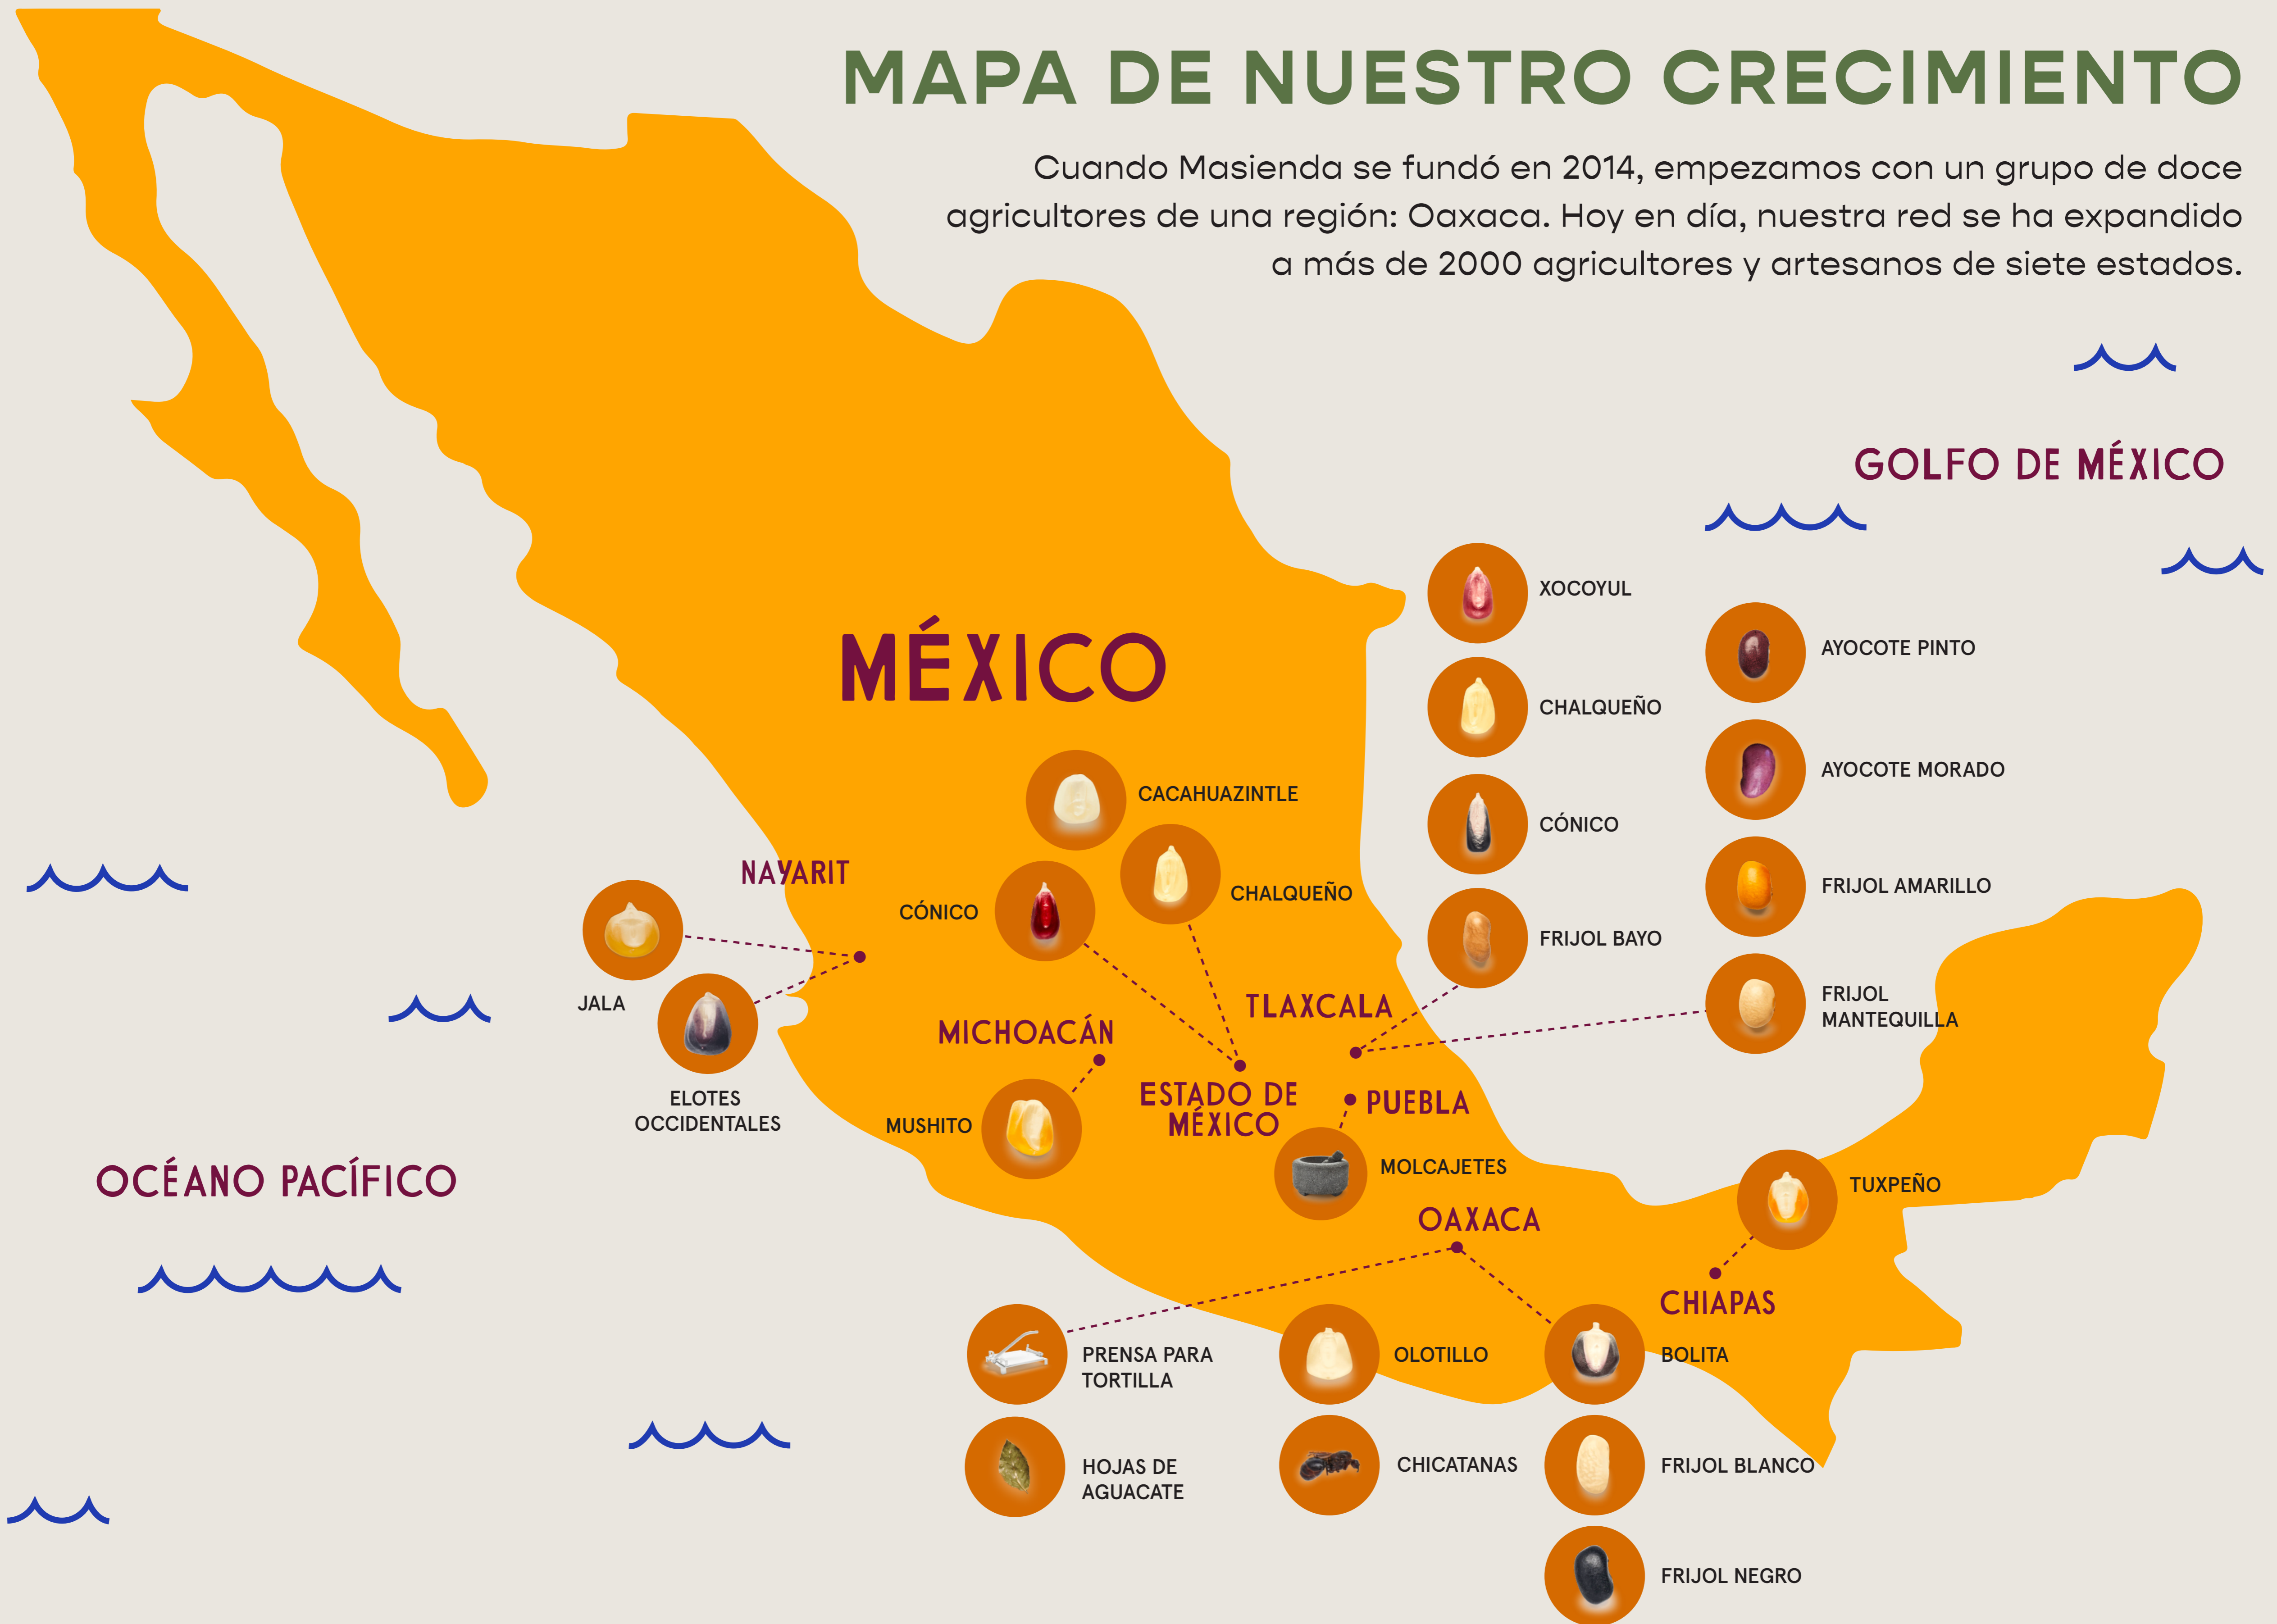 MAPA DE NUESTRO CRECIMIENTO
Cuando Masienda se fundó en 2014, empezamos con un grupo de doce
agricultores de una región: Oaxaca. Hoy en día, nuestra red se ha expandido
a más de 2000 agricultores y artesanos de siete estados.
GOLFO DE MÉXICO
MÉXICO
XOCOYUL
CHALQUEÑO
CÓNICO
FRIJOL BAYO
AYOCOTE PINTO
AYOCOTE MORADO
FRIJOL AMARILLO
FRIJOL
MANTEQUILLA
TLAXCALA
CACAHUAZINTLE
CHALQUEÑO
CÓNICO
ESTADO DE
MÉXICO
NAYARIT
JALA
ELOTES
OCCIDENTALES
MICHOACÁN
MUSHITO
PUEBLA
MOLCAJETES
OCÉANO PACÍFICO
OAXACA
TUXPEÑO
CHIAPAS
PRENSA PARA
TORTILLA
OLOTILLO
BOLITA
HOJAS DE
AGUACATE
CHICATANAS
FRIJOL BLANCO
FRIJOL NEGRO